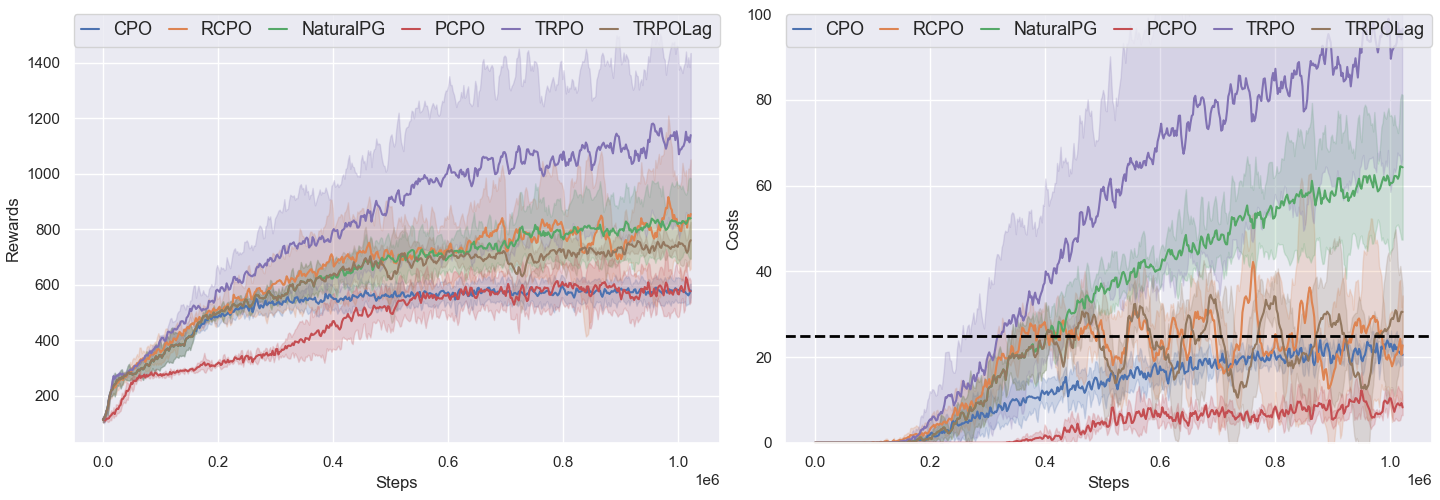 CPO RCPO NaturalPG PCPO TRPO TRPOLag
1400
1200
1000
800
600
400
200
Rewards
0.0 0.2 0.4 0.6 0.8 1.0
1e6
Steps
CPO RCPO NaturalPG PCPO TRPO TRPOLag
100
80
60
40
20
0
Costs
0.0 0.2 0.4 0.6 0.8 1.0
1e6
Steps